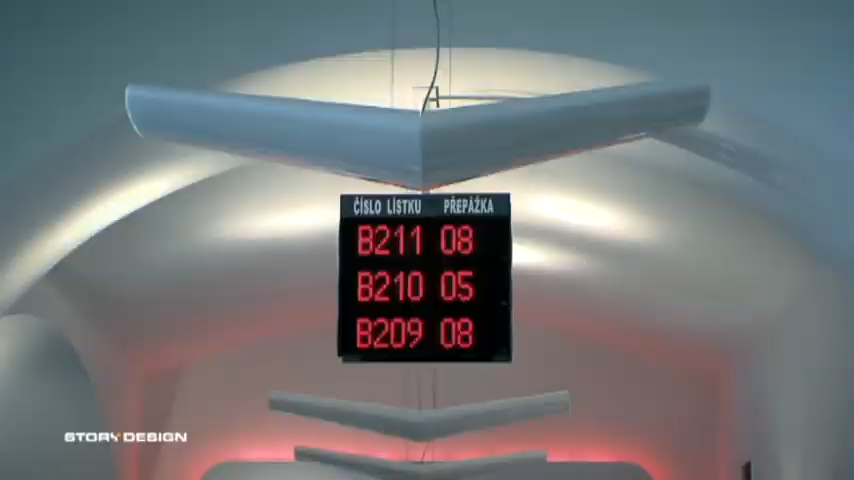 ČÍSLO LÍSTKU PŘEPÁŽKA
B211 08
B210 05
B209 08
STORY DESIGN